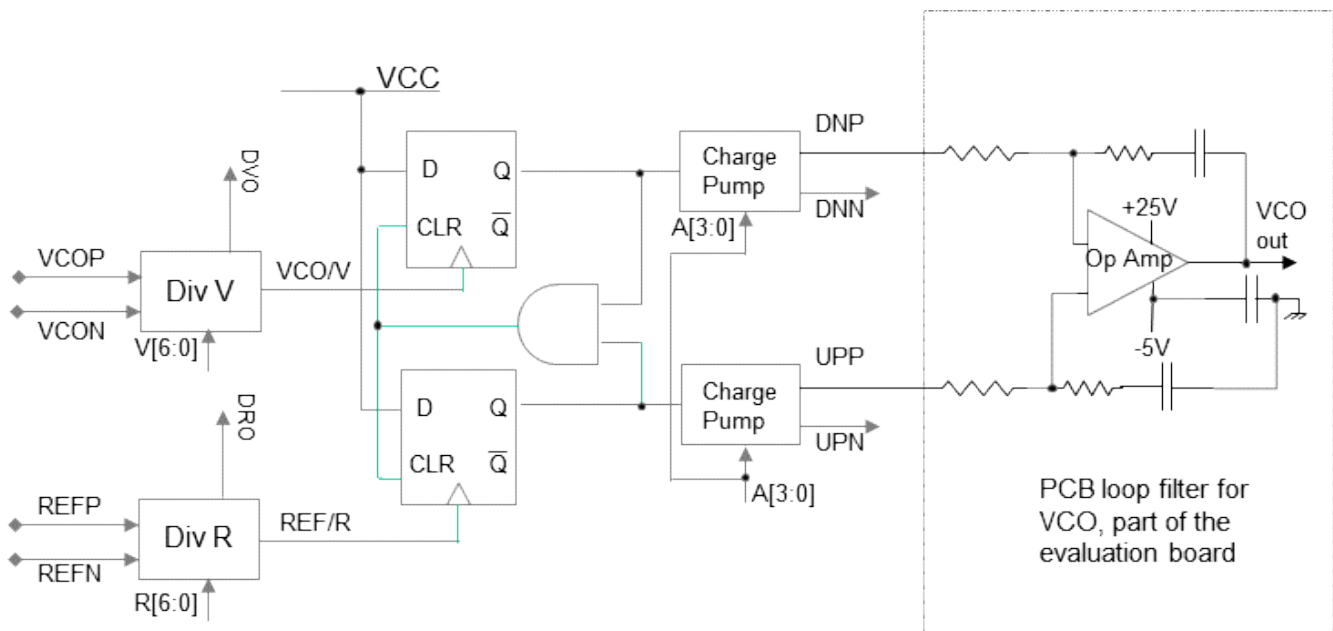 VCC
DNP
DVO
D
Q
Charge
Pump
CLR
Q
DNN
A[3:0]
+25V
VCO
out
Op Amp
VCOP
VCON
Div V
VCO/V
V[6:0]
-5V
UPP
DRO
D
Q
Charge
Pump
CLR
Q
UPN
A[3:0]
REFP
REFN
Div R
REF/R
R[6:0]
PCB loop filter for
VCO, part of the
evaluation board